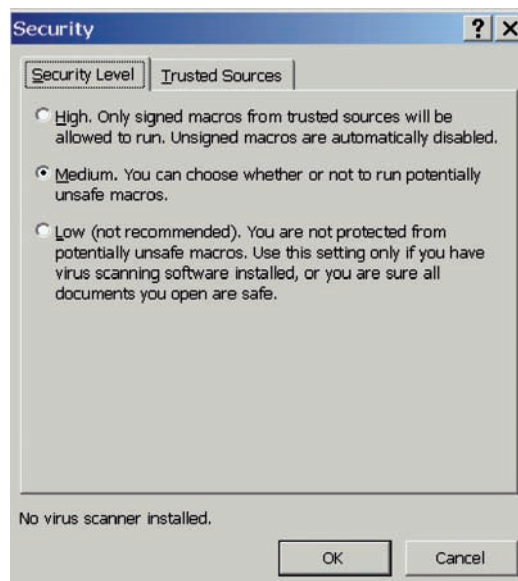 Security
?
X
Security Level
Trusted Sources
High. Only signed macros from trusted sources will be
allowed to run. Unsigned macros are automatically disabled.
Medium. You can choose whether or not to run potentially
unsafe macros.
Low (not recommended). You are not protected from
potentially unsafe macros. Use this setting only if you have
virus scanning software installed, or you are sure all
documents you open are safe.
No virus scanner installed.
OK
Cancel